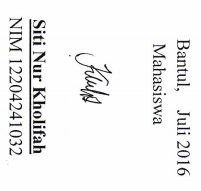 Bantul,    Juli 2016
Mahasiswa
Siti Nur Kholifah
NIM 12204241032